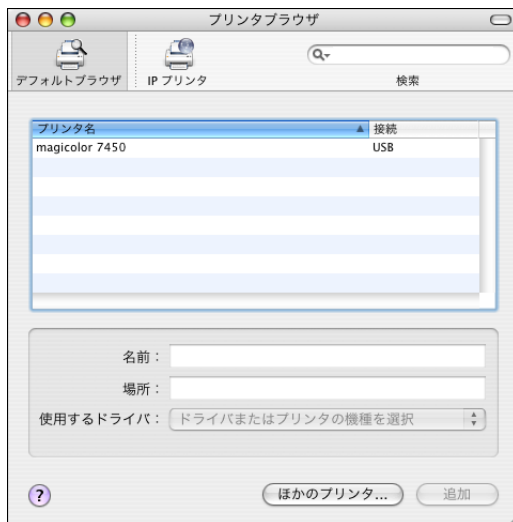 プリンタブラウザ
デフォルトブラウザ
IP プリンタ
検索
プリンタ名 接続
magicolor 7450 USB
名前：
場所：
使用するドライバ： ドライバまたはプリンタの機種を選択
? ほかのプリンタ... 追加